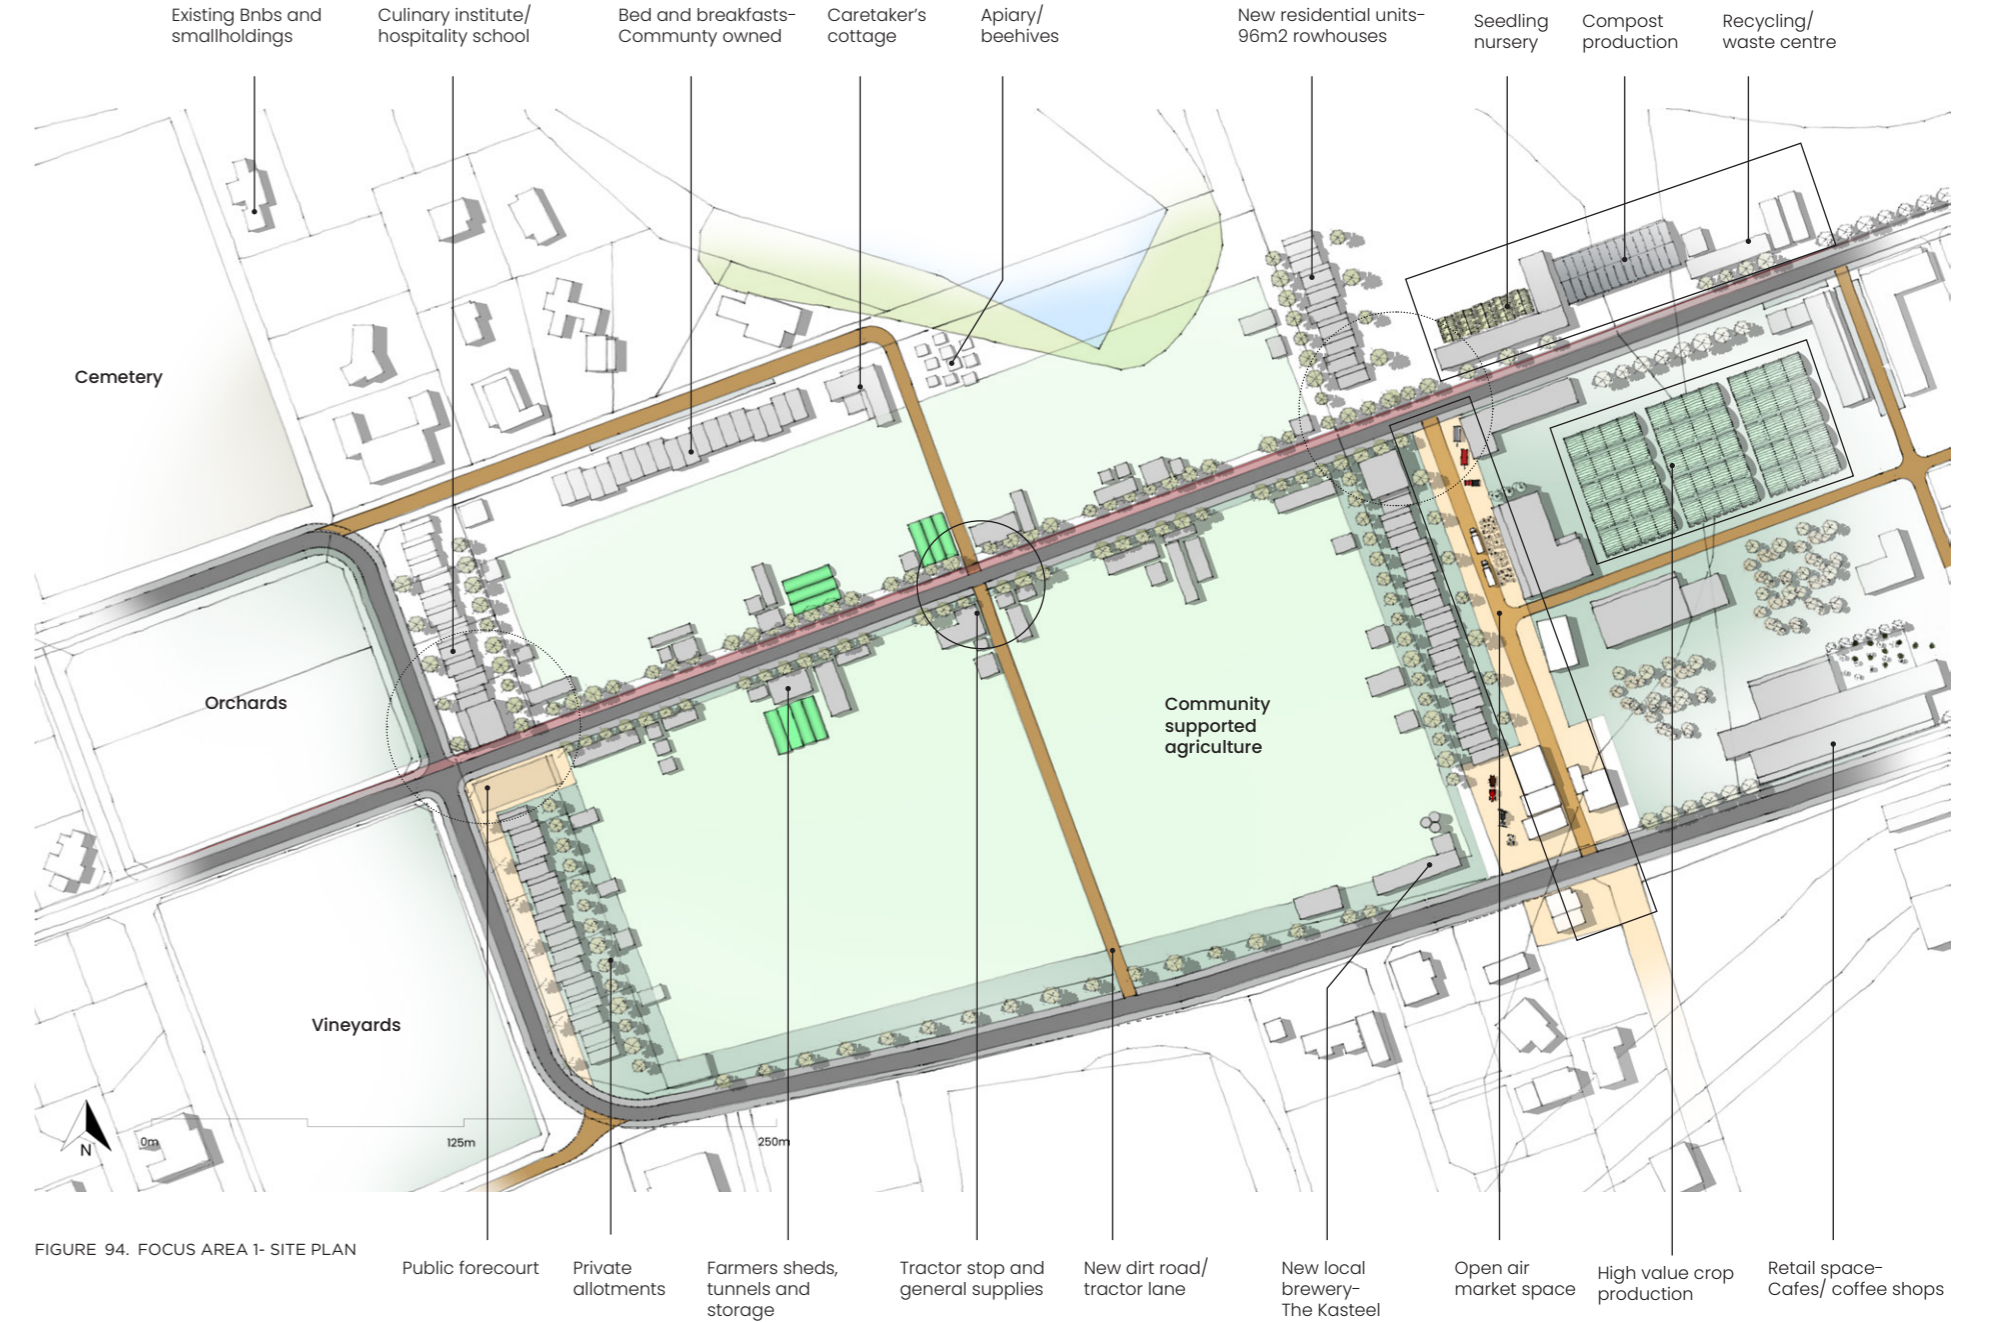 Existing Bnbs and
smallholdings
Culinary institute/
hospitality school
Bed and breakfasts-
Communty owned
Caretaker's
cottage
Apiary/
beehives
New residential units-
96m2 rowhouses
Seedling
nursery
Compost
production
Recycling/
waste centre
Cemetery
Orchards
Community
supported
agriculture
Vineyards
N
0m
125m
250m
FIGURE 94. FOCUS AREA 1- SITE PLAN
Public forecourt
Private
allotments
Farmers sheds,
tunnels and
storage
Tractor stop and
general supplies
New dirt road/
tractor lane
New local
brewery-
The Kasteel
Open air
market space
High value crop
production
Retail space-
Cafes/ coffee shops